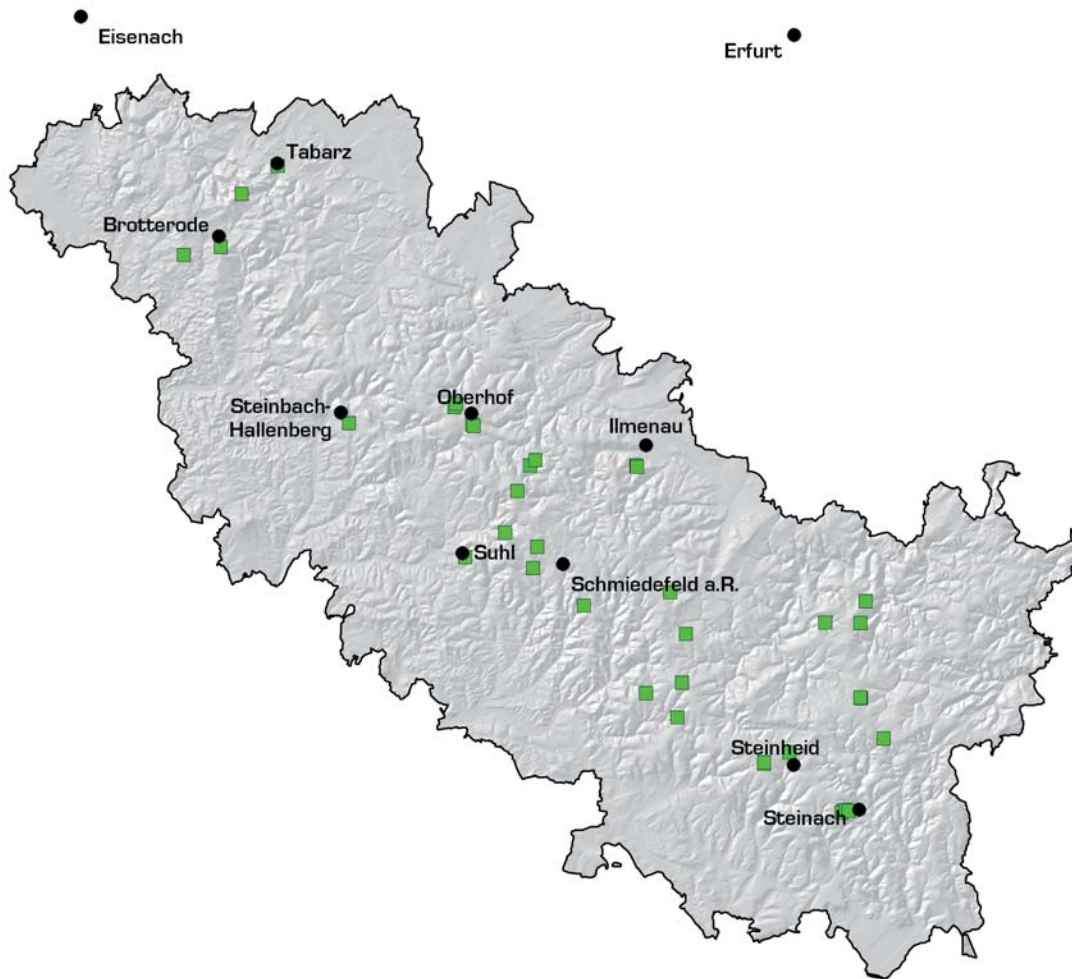 Eisenach
Erfurt
Tabarz
Brotterode
Steinbach-
Hallenberg
Oberhof
Ilmenau
Suhl
Schmiedefeld a.R.
Steinheid
Steinach